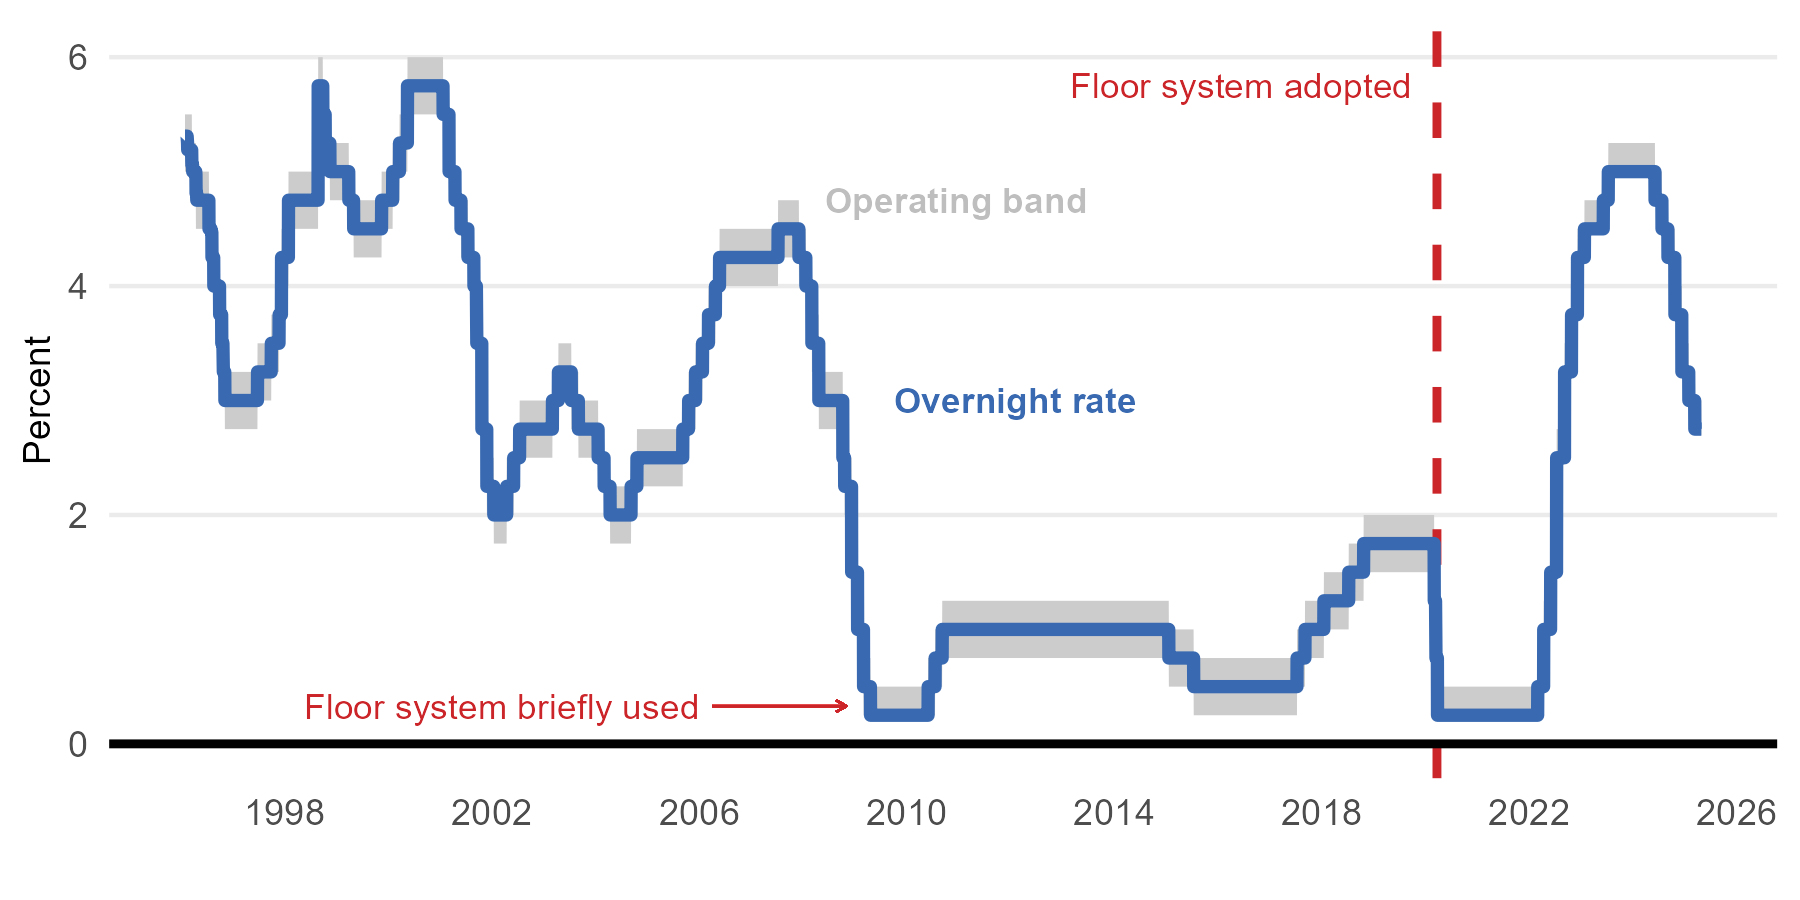 6
Floor system adopted
Operating band
4
Percent
Overnight rate
2
Floor system briefly used
0
1998 2002 2006 2010 2014 2018 2022 2026